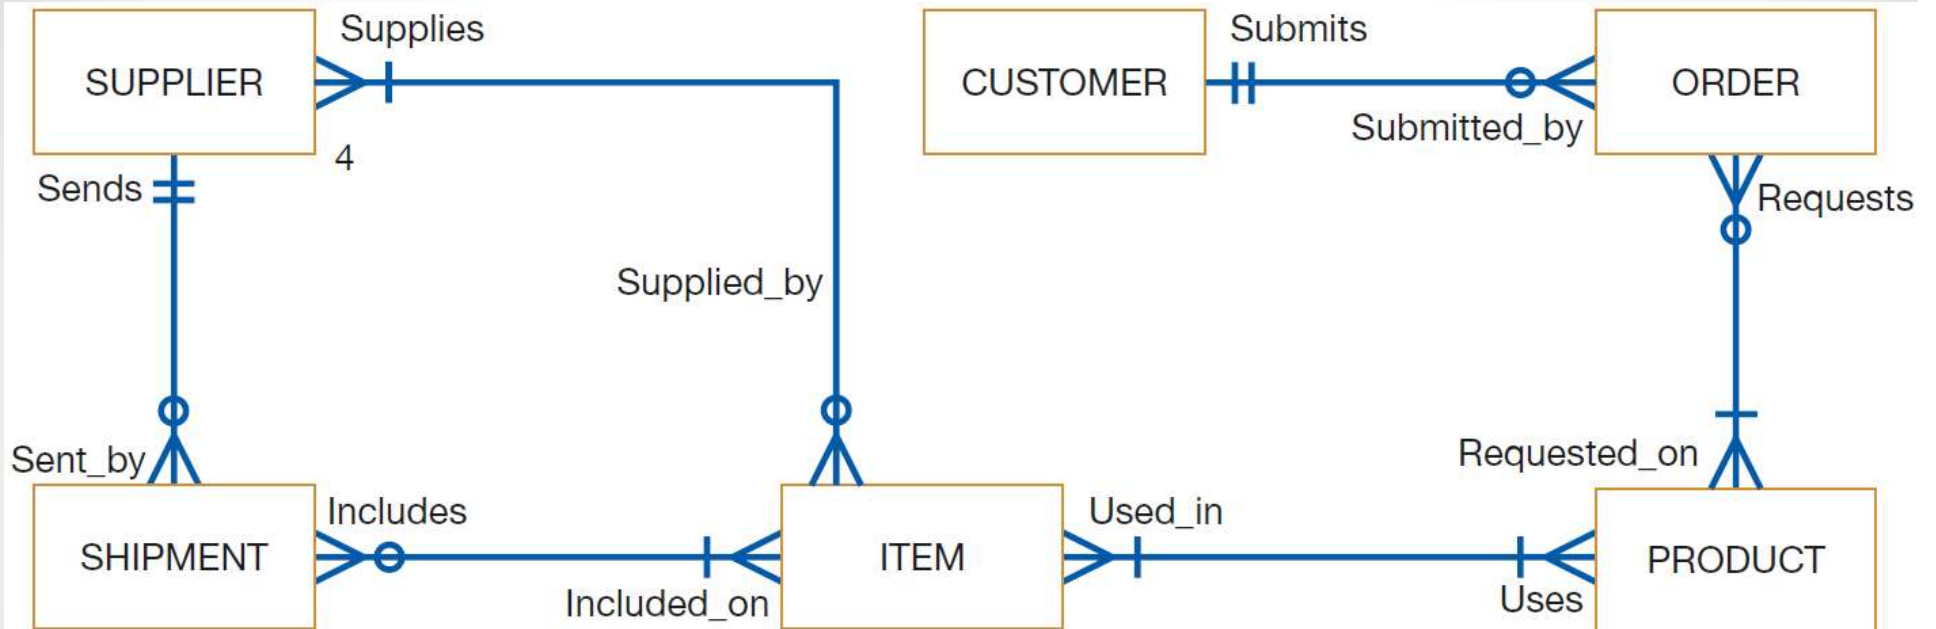 Supplies
Submits
SUPPLIER
CUSTOMER
ORDER
Submitted_by
4
Sends
Requests
Supplied_by
Sent_by
Requested_on
Includes
Used_in
SHIPMENT
ITEM
PRODUCT
Included_on
Uses